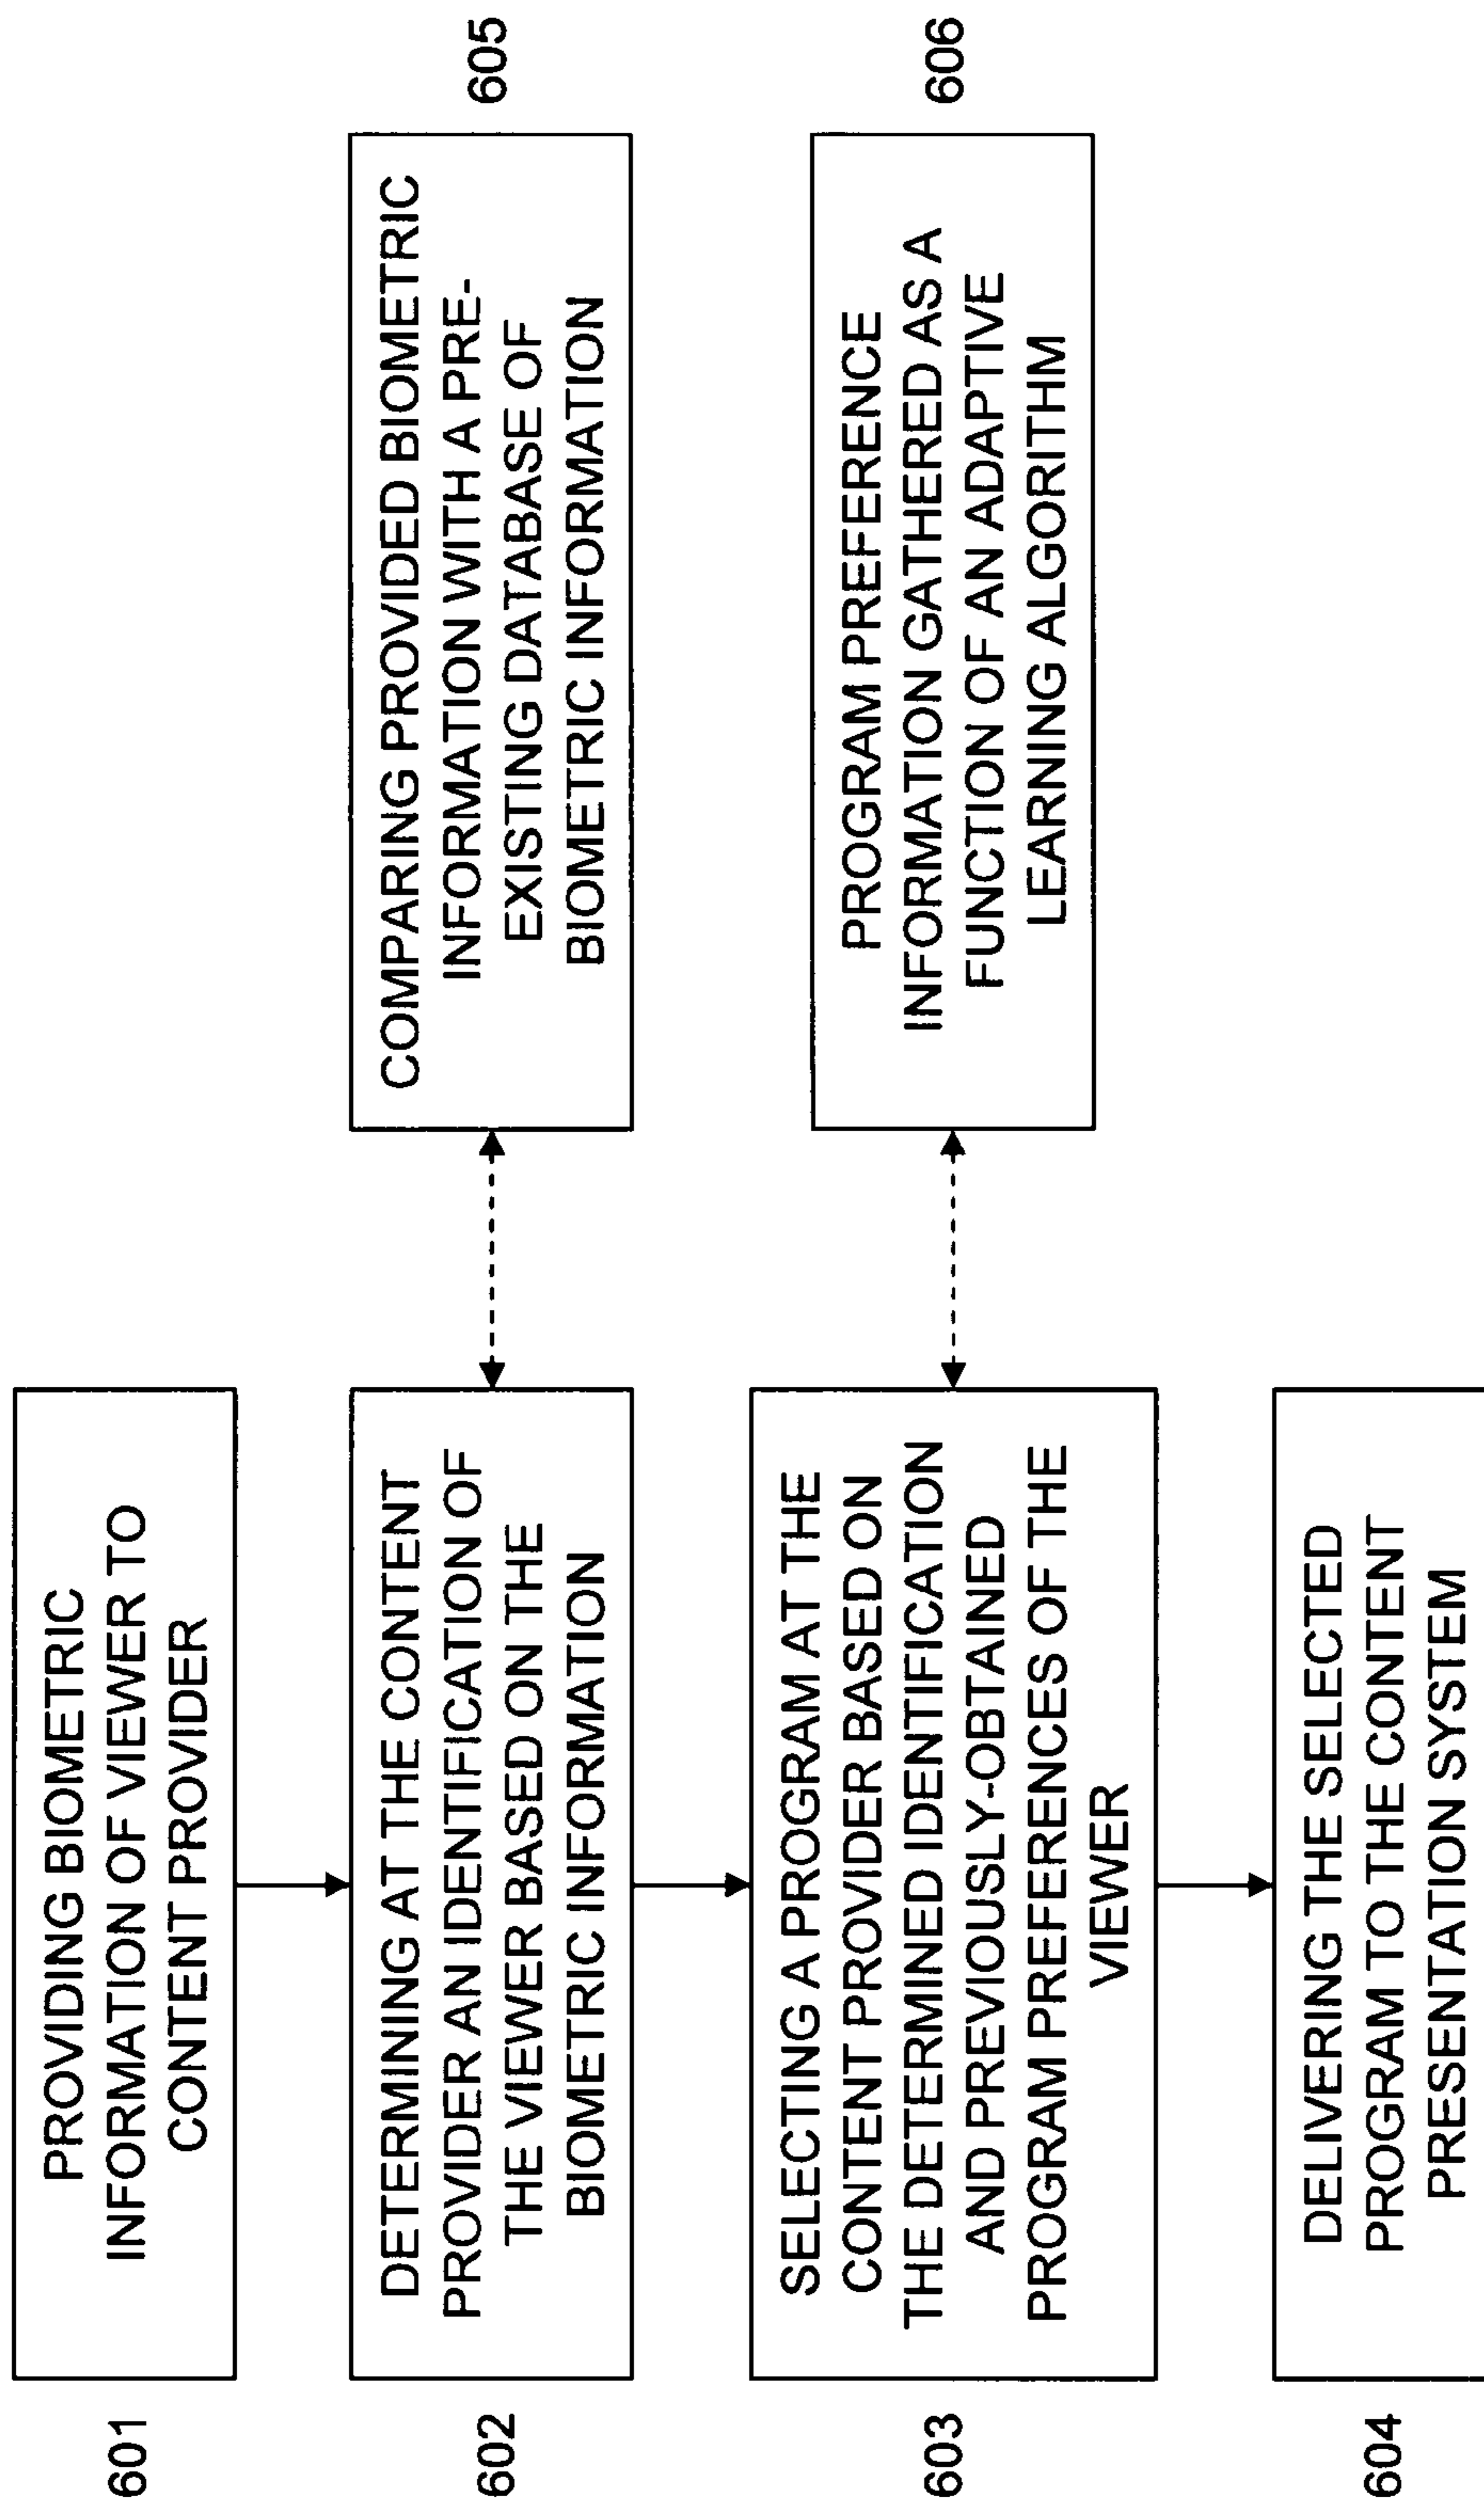 601
PROVIDING BIOMETRIC
INFORMATION OF VIEWER TO
CONTENT PROVIDER
602
DETERMINING AT THE CONTENT
PROVIDER AN IDENTIFICATION OF
THE VIEWER BASED ON THE
BIOMETRIC INFORMATION
COMPARING PROVIDED BIOMETRIC
INFORMATION WITH A PRE-
EXISTING DATABASE OF
BIOMETRIC INFORMATION
605
603
SELECTING A PROGRAM AT THE
CONTENT PROVIDER BASED ON
THE DETERMINED IDENTIFICATION
AND PREVIOUSLY-OBTAINED
PROGRAM PREFERENCES OF THE
VIEWER
PROGRAM PREFERENCE
INFORMATION GATHERED AS A
FUNCTION OF AN ADAPTIVE
LEARNING ALGORITHM
606
604
DELIVERING THE SELECTED
PROGRAM TO THE CONTENT
PRESENTATION SYSTEM